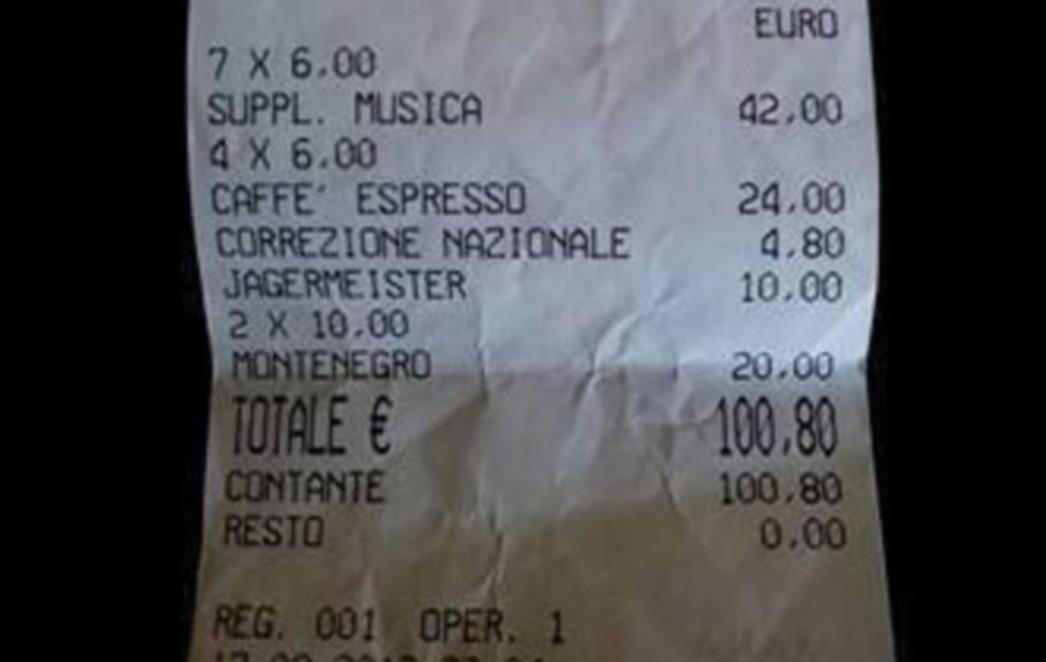 EURO
7 X 6,00
SUPPL. MUSICA 42,00
4 X 6,00
CAFFE' ESPRESSO 24,00
CORREZIONE NAZIONALE 4,80
JAGERMEISTER 10,00
2 X 10,00
MONTENEGRO 20,00
TOTALE € 100,80
CONTANTE 100,80
RESTO 0,00
REG. 001 OPER. 1